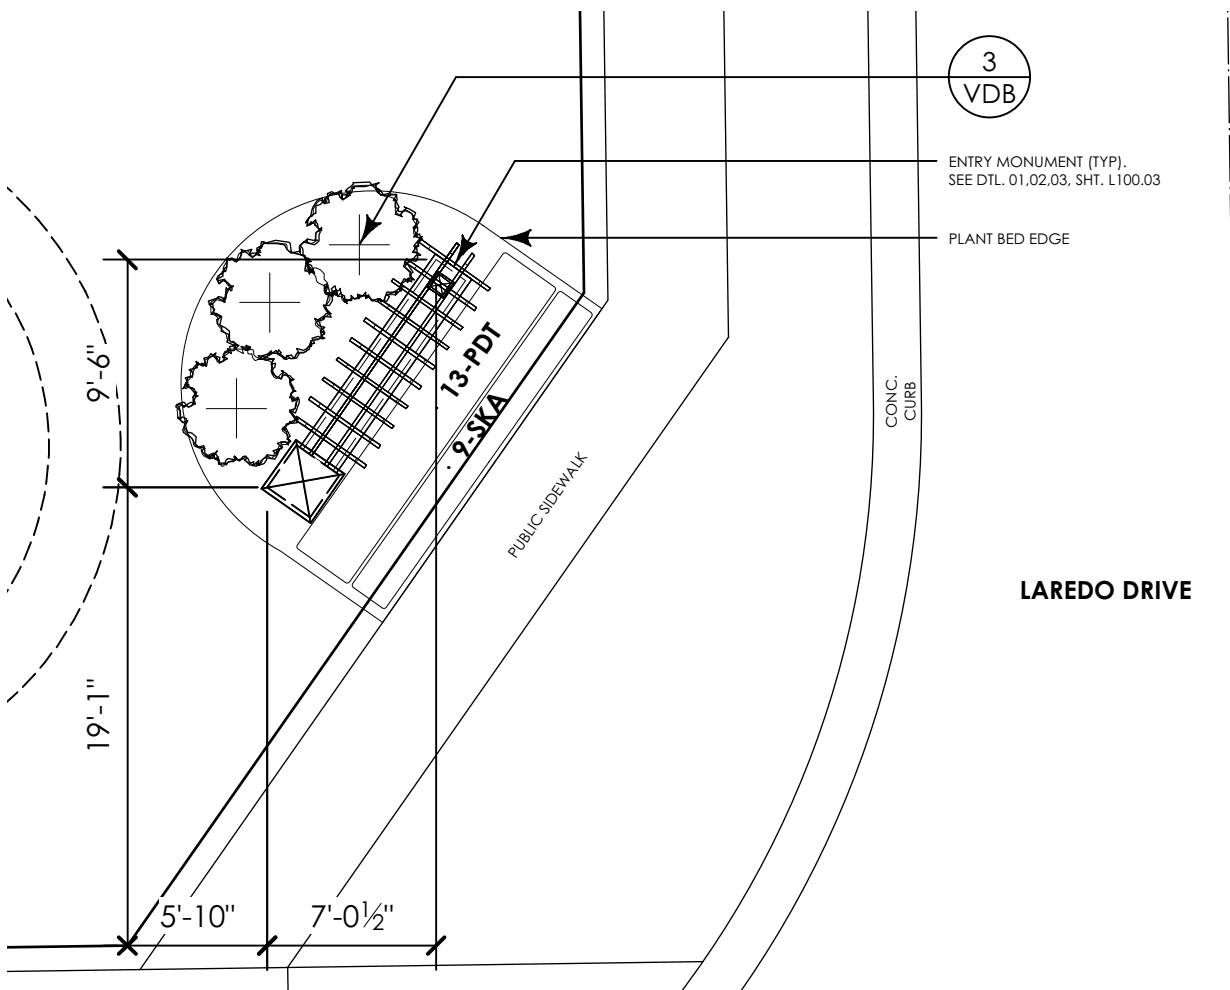 3
VDB
ENTRY MONUMENT (TYP).
SEE DTL. 01,02,03, SHT. L100.03
PLANT BED EDGE
9'-6"
13-PDT
9-SKA
CONC.
CURB
PUBLIC SIDEWALK
LAREDO DRIVE
19'-1"
5'-10"
7'-0½"